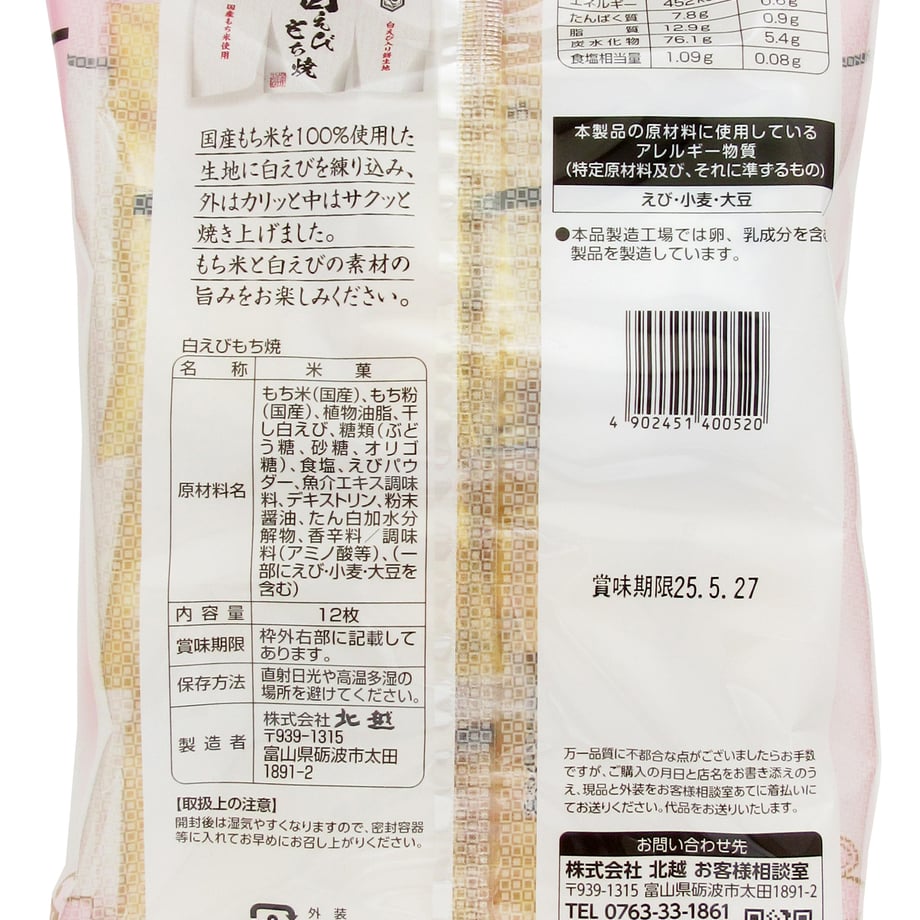 国産もち米使用
白えび
もち焼
白えび入り餅生地
国産もち米を100%使用した
生地に白えびを練り込み、
外はカリッと中はサクッと
焼き上げました。
もち米と白えびの素材の
旨みをお楽しみください。
白えびもち焼
名称 米菓
原材料名
もち米(国産)、もち粉
(国産)、植物油脂、干
し白えび、糖類(ぶど
う糖、砂糖、オリゴ
糖)、食塩、えびパウ
ダー、魚介エキス調味
料、デキストリン、粉末
醤油、たん白加水分
解物、香辛料／調味
料(アミノ酸等)、(一
部にえび・小麦・大豆を
含む)
内容量 12枚
賞味期限 枠外右部に記載して
あります。
保存方法 直射日光や高温多湿の
場所を避けてください。
製造者
株式会社 北越
〒939-1315
富山県砺波市太田
1891-2
【取扱上の注意】
開封後は湿気やすくなりますので、密封容器
等に入れてお早めにお召し上がりください。
外装
エネルギー 452
たんぱく質 7.8g 0.9g
脂質 12.9g
炭水化物 76.1g 5.4g
食塩相当量 1.09g 0.08g
本製品の原材料に使用している
アレルギー物質
(特定原材料及び、それに準ずるもの)
えび・小麦・大豆
●本品製造工場では卵、乳成分を含む
製品を製造しています。
4 902451 400520
賞味期限25.5.27
万一品質に不都合な点がございましたらお手数
ですが、ご購入の月日と店名をお書き添えのう
え、現品と外装をお客様相談室あてに着払いに
てお送りください。代品をお送りいたします。
お問い合わせ先
株式会社 北越 お客様相談室
〒939-1315 富山県砺波市太田1891-2
TEL 0763-33-1861